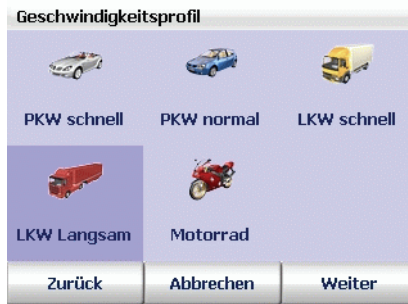 Geschwindigkeitsprofil
PKW schnell PKW normal LKW schnell
LKW Langsam Motorrad
Zurück Abbrechen Weiter